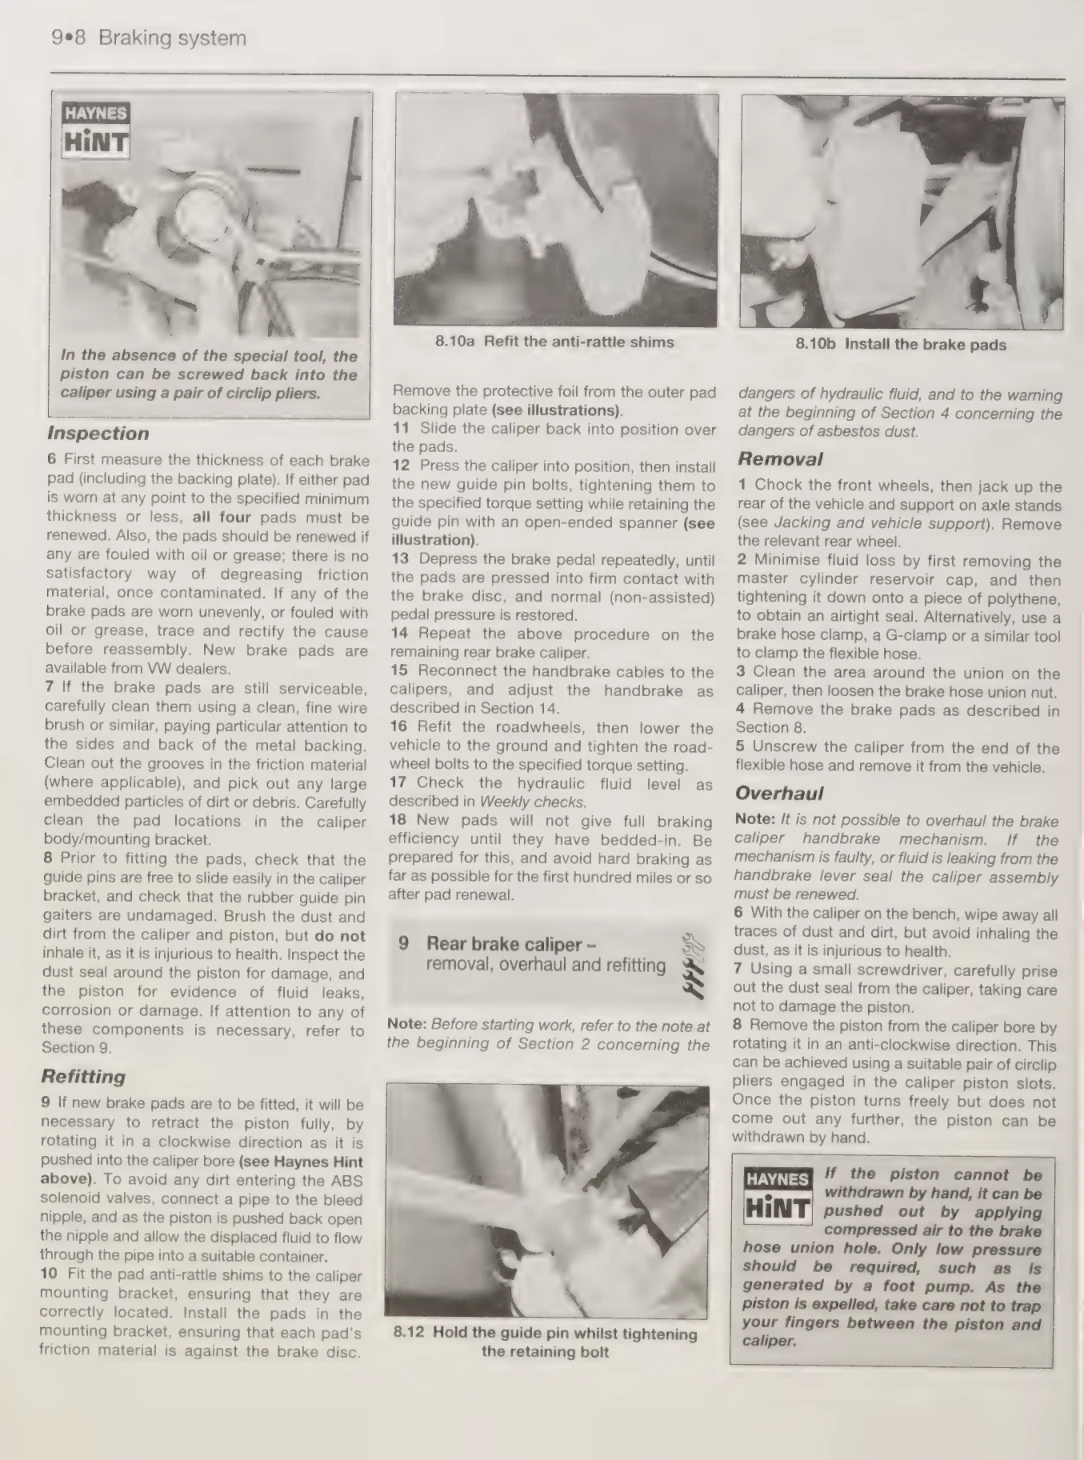 9•8 Braking system
HAYNES
HiNT
In the absence of the special tool, the
piston can be screwed back into the
caliper using a pair of circlip pliers.
Inspection
6 First measure the thickness of each brake
pad (including the backing plate). If either pad
is worn at any point to the specified minimum
thickness or less, all four pads must be
renewed. Also, the pads should be renewed if
any are fouled with oil or grease; there is no
satisfactory way of degreasing friction
material, once contaminated. If any of the
brake pads are worn unevenly, or fouled with
oil or grease, trace and rectify the cause
before reassembly. New brake pads are
available from VW dealers.
7 If the brake pads are still serviceable,
carefully clean them using a clean, fine wire
brush or similar, paying particular attention to
the sides and back of the metal backing.
Clean out the grooves in the friction material
(where applicable), and pick out any large
embedded particles of dirt or debris. Carefully
clean the pad locations in the caliper
body/mounting bracket.
8 Prior to fitting the pads, check that the
guide pins are free to slide easily in the caliper
bracket, and check that the rubber guide pin
gaiters are undamaged. Brush the dust and
dirt from the caliper and piston, but do not
inhale it, as it is injurious to health. Inspect the
dust seal around the piston for damage, and
the piston for evidence of fluid leaks,
corrosion or damage. If attention to any of
these components is necessary, refer to
Section 9.
Refitting
9 If new brake pads are to be fitted, it will be
necessary to retract the piston fully, by
rotating it in a clockwise direction as it is
pushed into the caliper bore (see Haynes Hint
above). To avoid any dirt entering the ABS
solenoid valves, connect a pipe to the bleed
nipple, and as the piston is pushed back open
the nipple and allow the displaced fluid to flow
through the pipe into a suitable container.
10 Fit the pad anti-rattle shims to the caliper
mounting bracket, ensuring that they are
correctly located. Install the pads in the
mounting bracket, ensuring that each pad's
friction material is against the brake disc.
8.10a Refit the anti-rattle shims
Remove the protective foil from the outer pad
backing plate (see illustrations).
11 Slide the caliper back into position over
the pads.
12 Press the caliper into position, then install
the new guide pin bolts, tightening them to
the specified torque setting while retaining the
guide pin with an open-ended spanner (see
illustration).
13 Depress the brake pedal repeatedly, until
the pads are pressed into firm contact with
the brake disc, and normal (non-assisted)
pedal pressure is restored.
14 Repeat the above procedure on the
remaining rear brake caliper.
15 Reconnect the handbrake cables to the
calipers, and adjust the handbrake as
described in Section 14.
16 Refit the roadwheels, then lower the
vehicle to the ground and tighten the road-
wheel bolts to the specified torque setting.
17 Check the hydraulic fluid level as
described in Weekly checks.
18 New pads will not give full braking
efficiency until they have bedded-in. Be
prepared for this, and avoid hard braking as
far as possible for the first hundred miles or so
after pad renewal.
9 Rear brake caliper –
removal, overhaul and refitting
Note: Before starting work, refer to the note at
the beginning of Section 2 concerning the
8.12 Hold the guide pin whilst tightening
the retaining bolt
8.10b Install the brake pads
dangers of hydraulic fluid, and to the warning
at the beginning of Section 4 concerning the
dangers of asbestos dust.
Removal
1 Chock the front wheels, then jack up the
rear of the vehicle and support on axle stands
(see Jacking and vehicle support). Remove
the relevant rear wheel.
2 Minimise fluid loss by first removing the
master cylinder reservoir cap, and then
tightening it down onto a piece of polythene,
to obtain an airtight seal. Alternatively, use a
brake hose clamp, a G-clamp or a similar tool
to clamp the flexible hose.
3 Clean the area around the union on the
caliper, then loosen the brake hose union nut.
4 Remove the brake pads as described in
Section 8.
5 Unscrew the caliper from the end of the
flexible hose and remove it from the vehicle.
Overhaul
Note: It is not possible to overhaul the brake
caliper handbrake mechanism. If the
mechanism is faulty, or fluid is leaking from the
handbrake lever seal the caliper assembly
must be renewed.
6 With the caliper on the bench, wipe away all
traces of dust and dirt, but avoid inhaling the
dust, as it is injurious to health.
7 Using a small screwdriver, carefully prise
out the dust seal from the caliper, taking care
not to damage the piston.
8 Remove the piston from the caliper bore by
rotating it in an anti-clockwise direction. This
can be achieved using a suitable pair of circlip
pliers engaged in the caliper piston slots.
Once the piston turns freely but does not
come out any further, the piston can be
withdrawn by hand.
HAYNES
HiNT
If the piston cannot be
withdrawn by hand, it can be
pushed out by applying
compressed air to the brake
hose union hole. Only low pressure
should be required, such as is
generated by a foot pump. As the
piston is expelled, take care not to trap
your fingers between the piston and
caliper.